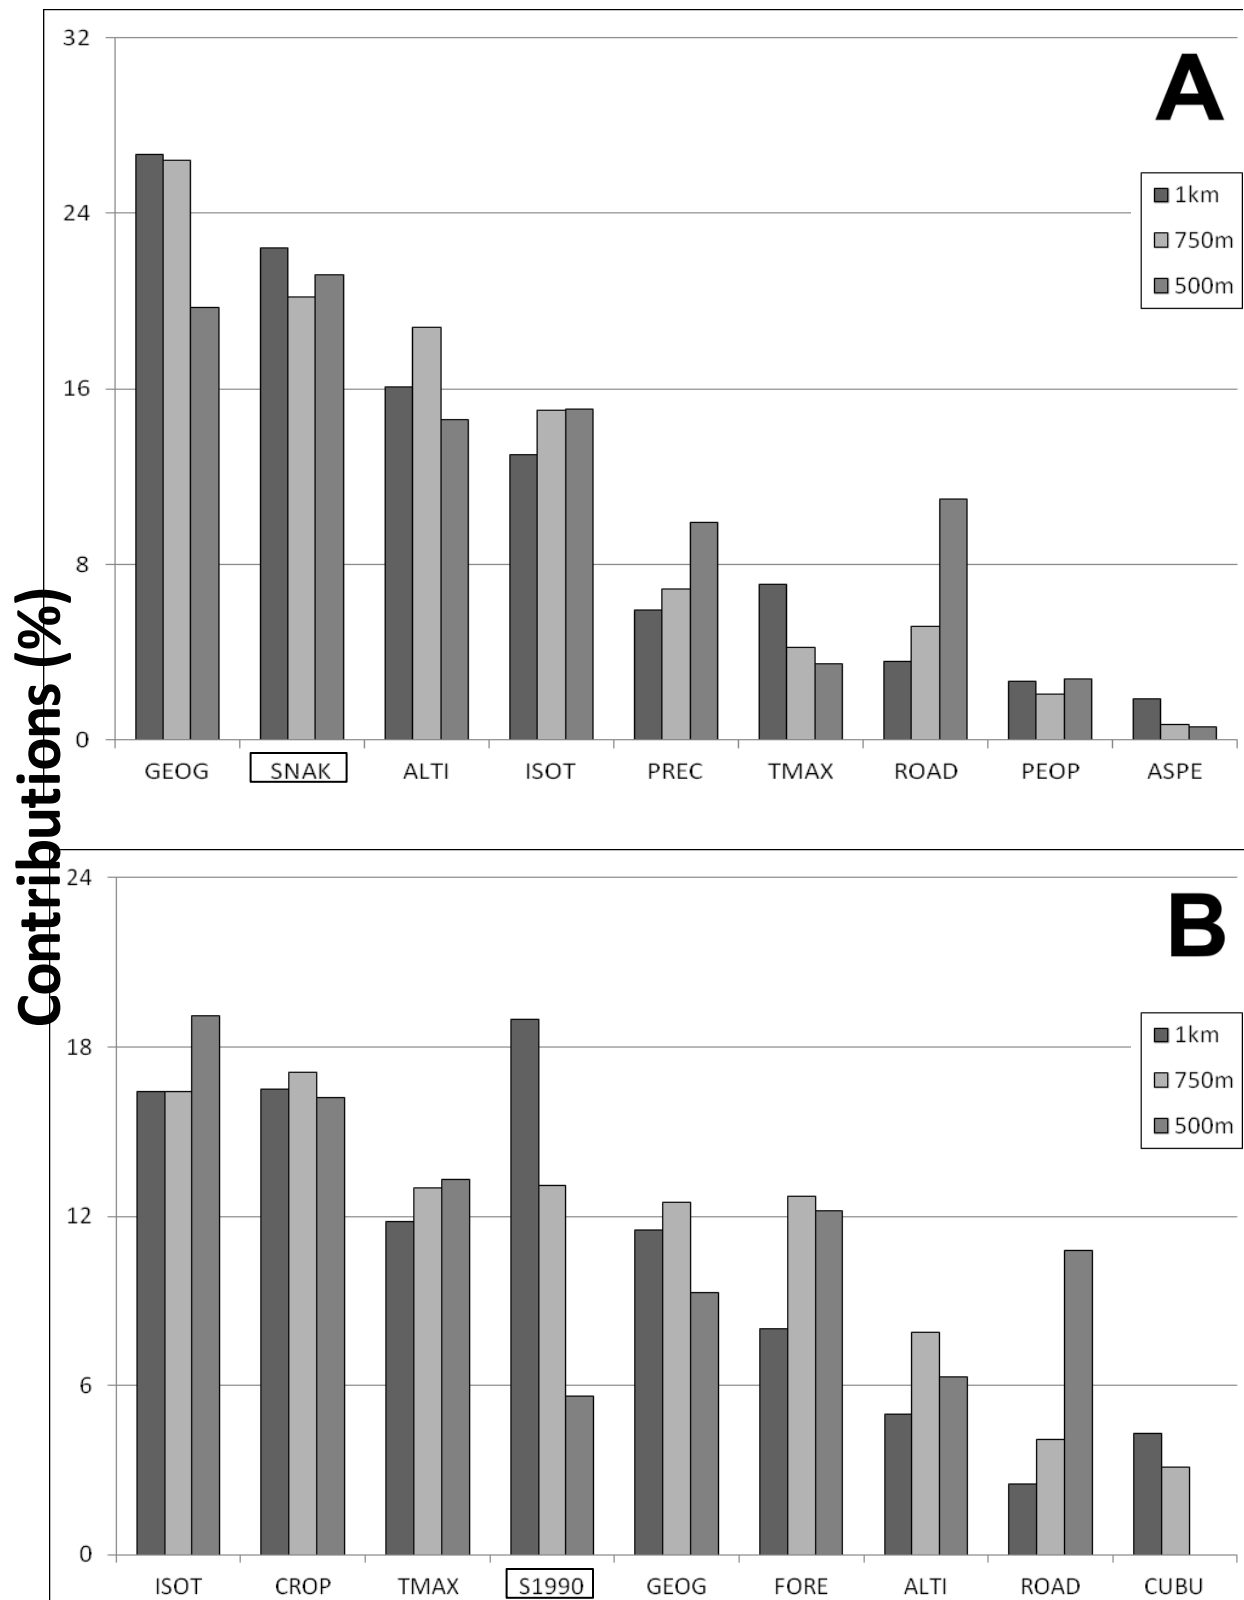 Contributions (%)
A
32
24
16
8
0
1km
750m
500m
GEOG SNAK ALTI ISOT PREC TMAX ROAD PEOP ASPE
B
24
18
12
6
0
1km
750m
500m
ISOT CROP TMAX S1990 GEOG FORE ALTI ROAD CUBU